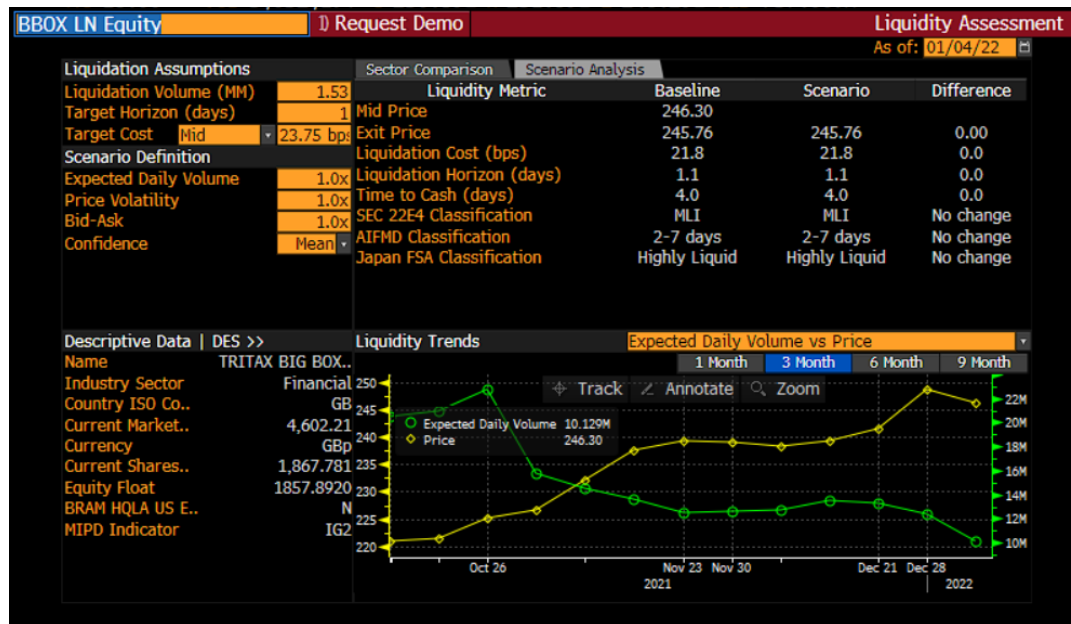 BBOX LN Equity 1) Request Demo Liquidity Assessment
As of: 01/04/22
Liquidation Assumptions Sector Comparison Scenario Analysis
Liquidation Volume (MM) 1.53 Liquidity Metric Baseline Scenario Difference
Target Horizon (days) 1 Mid Price 246.30
Target Cost Mid 23.75 bps Exit Price 245.76 245.76 0.00
Scenario Definition Liquidation Cost (bps) 21.8 21.8 0.0
Expected Daily Volume 1.0x Liquidation Horizon (days) 1.1 1.1 0.0
Price Volatility 1.0x Time to Cash (days) 4.0 4.0 0.0
Bid-Ask 1.0x SEC 22E4 Classification MLI MLI No change
Confidence Mean AIFMD Classification 2-7 days 2-7 days No change
Japan FSA Classification Highly Liquid Highly Liquid No change
Descriptive Data | DES >> Liquidity Trends Expected Daily Volume vs Price
Name TRITAX BIG BOX.. 1 Month 3 Month 6 Month 9 Month
Industry Sector Financial 250 Track Annotate Zoom
Country ISO Co.. GB 245 22M
Current Market.. 4,602.21 Expected Daily Volume 10.129M 20M
Currency GBp 240 Price 246.30 18M
Current Shares.. 1,867.781 235 16M
Equity Float 1857.8920 230 14M
BRAM HQLA US E.. N 225 12M
MIPD Indicator IG2 220 10M
Oct 26 Nov 23 Nov 30 Dec 21 Dec 28
2021 2022